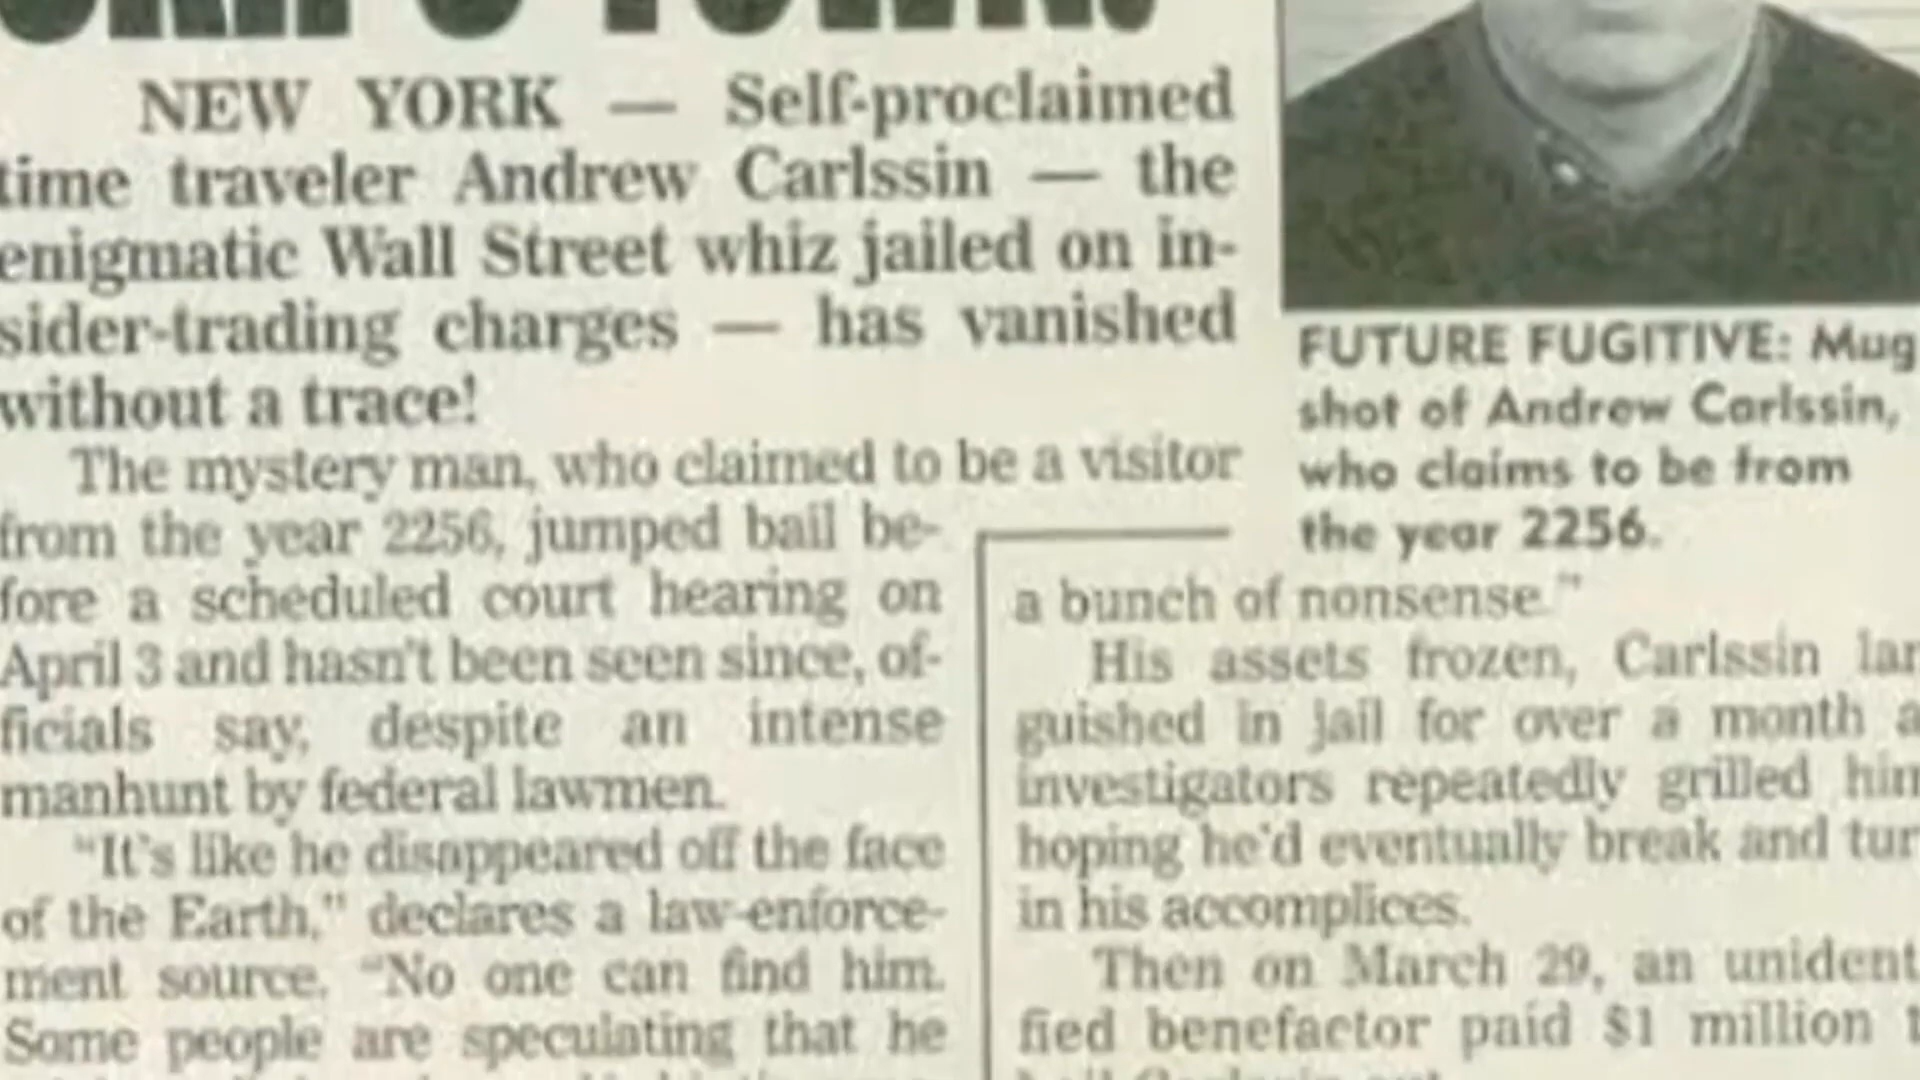 NEW YORK — Self-proclaimed
time traveler Andrew Carlssin — the
enigmatic Wall Street whiz jailed on in-
sider-trading charges — has vanished
without a trace!
The mystery man, who claimed to be a visitor
from the year 2256, jumped bail be-
fore a scheduled court hearing on
April 3 and hasn't been seen since, of-
ficials say, despite an intense
manhunt by federal lawmen.
"It's like he disappeared off the face
of the Earth," declares a law-enforce-
ment source. "No one can find him.
Some people are speculating that he
FUTURE FUGITIVE: Mug
shot of Andrew Carlssin,
who claims to be from
the year 2256.
a bunch of nonsense."
His assets frozen, Carlssin lan
guished in jail for over a month a
investigators repeatedly grilled him
hoping he'd eventually break and tur
in his accomplices.
Then on March 29, an unident
fied benefactor paid $1 million